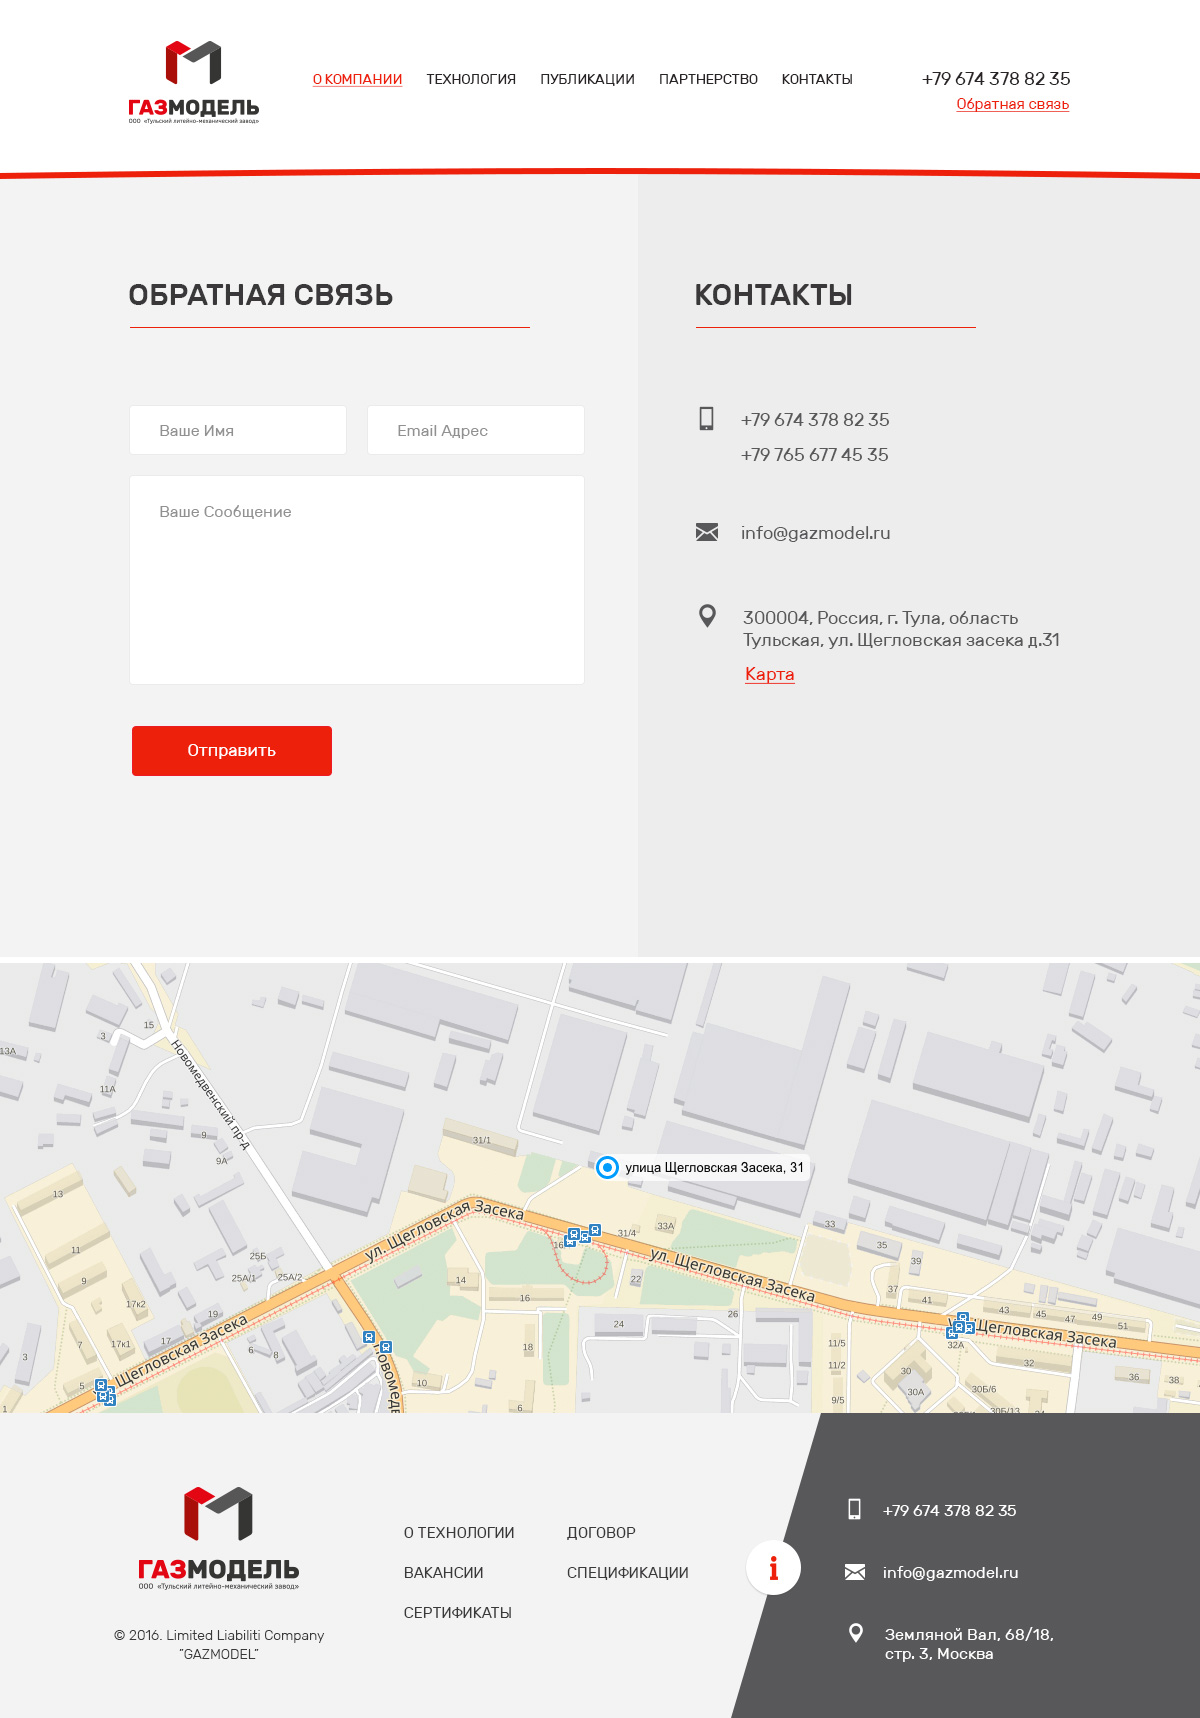 ГАЗМОДЕЛЬ
ООО «Тульский литейно-механический завод»
О КОМПАНИИ
ТЕХНОЛОГИЯ
ПУБЛИКАЦИИ
ПАРТНЕРСТВО
КОНТАКТЫ
+79 674 378 82 35
Обратная связь
ОБРАТНАЯ СВЯЗЬ
Ваше Имя
Email Адрес
Ваше Сообщение
Отправить
КОНТАКТЫ
+79 674 378 82 35
+79 765 677 45 35
info@gazmodel.ru
300004, Россия, г. Тула, область
Тульская, ул. Щегловская засека д.31
Карта
15
3
13А
11А
Новомедвенский пр-д
9
9А
31/1
улица Щегловская Засека, 31
13
11
9
25Б
25А/1
25А/2
17к2
19
17
17к1
7
5
3
1
6
8
ул. Щегловская Засека
16
31/4
33А
33
35
39
37
22
14
16
24
26
18
10
6
ул. Щегловская Засека
41
43
45
47
49
51
Щегловская Засека
Щегловская Засека
11/5
11/2
9/5
32А
30
30А
32
30Б/6
30Б/13
36
38
ГАЗМОДЕЛЬ
ООО «Тульский литейно-механический завод»
© 2016. Limited Liabiliti Company
"GAZMODEL"
О ТЕХНОЛОГИИ
ВАКАНСИИ
СЕРТИФИКАТЫ
ДОГОВОР
СПЕЦИФИКАЦИИ
i
+79 674 378 82 35
info@gazmodel.ru
Земляной Вал, 68/18,
стр. 3, Москва